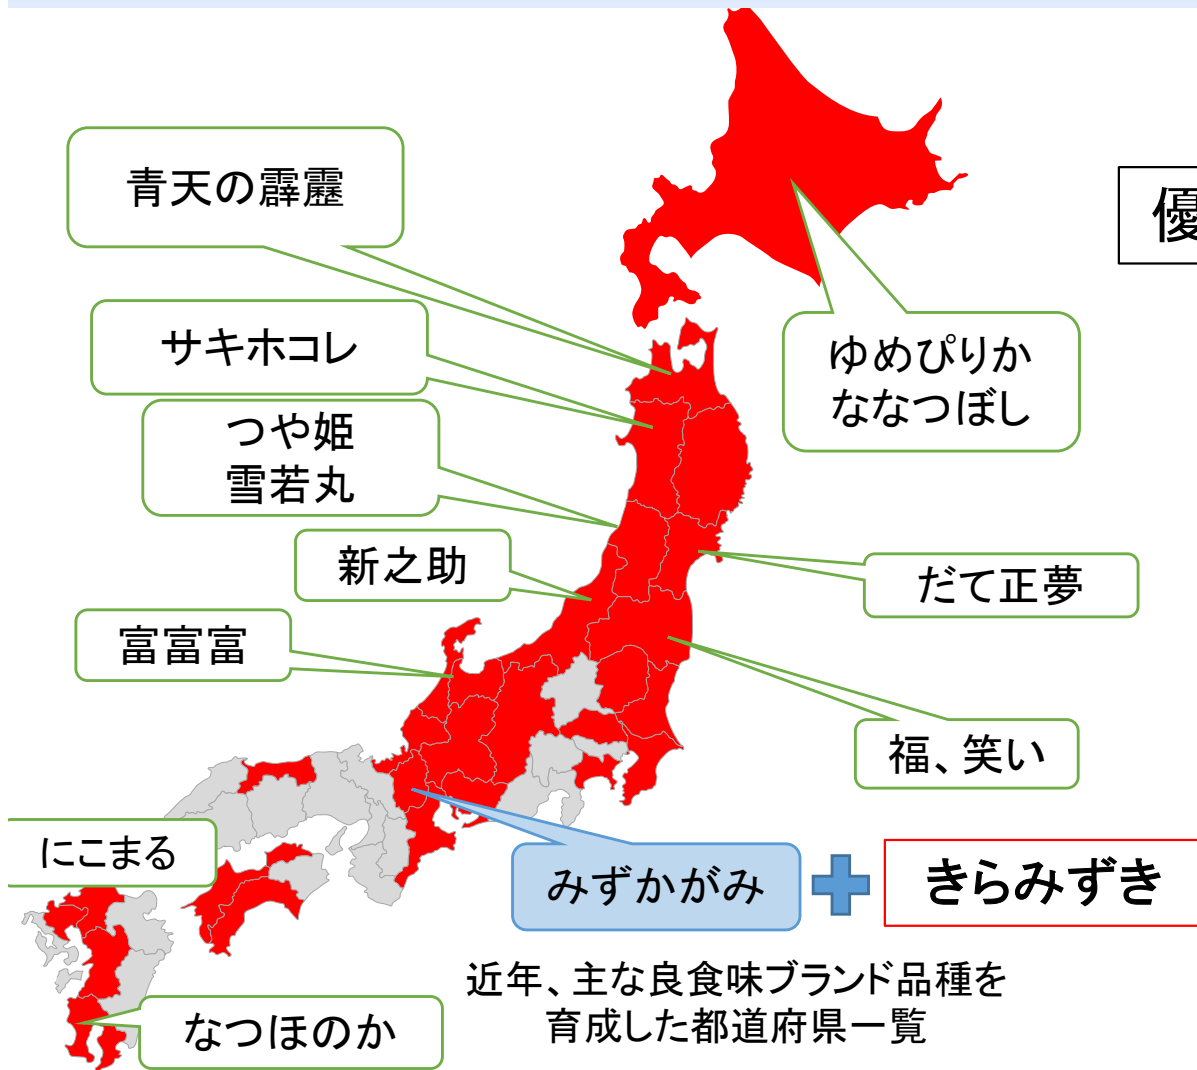 青天の霹靂
優
サキホコレ
ゆめぴりか
ななつぼし
つや姫
雪若丸
新之助
だて正夢
富富富
福、笑い
にこまる
みずかがみ
きらみずき
なつほのか
近年、主な良食味ブランド品種を
育成した都道府県一覧